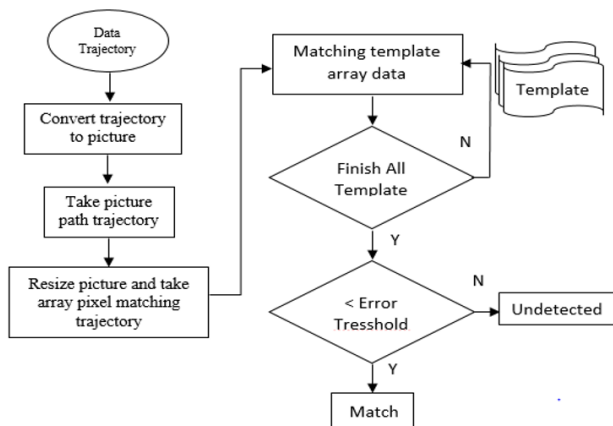 Data
Trajectory
Convert trajectory
to picture
Take picture
path trajectory
Resize picture and take
array pixel matching
trajectory
Matching template
array data
Template
N
Finish All
Template
Y
< Error
Tresshold
N
Undetected
Y
Match